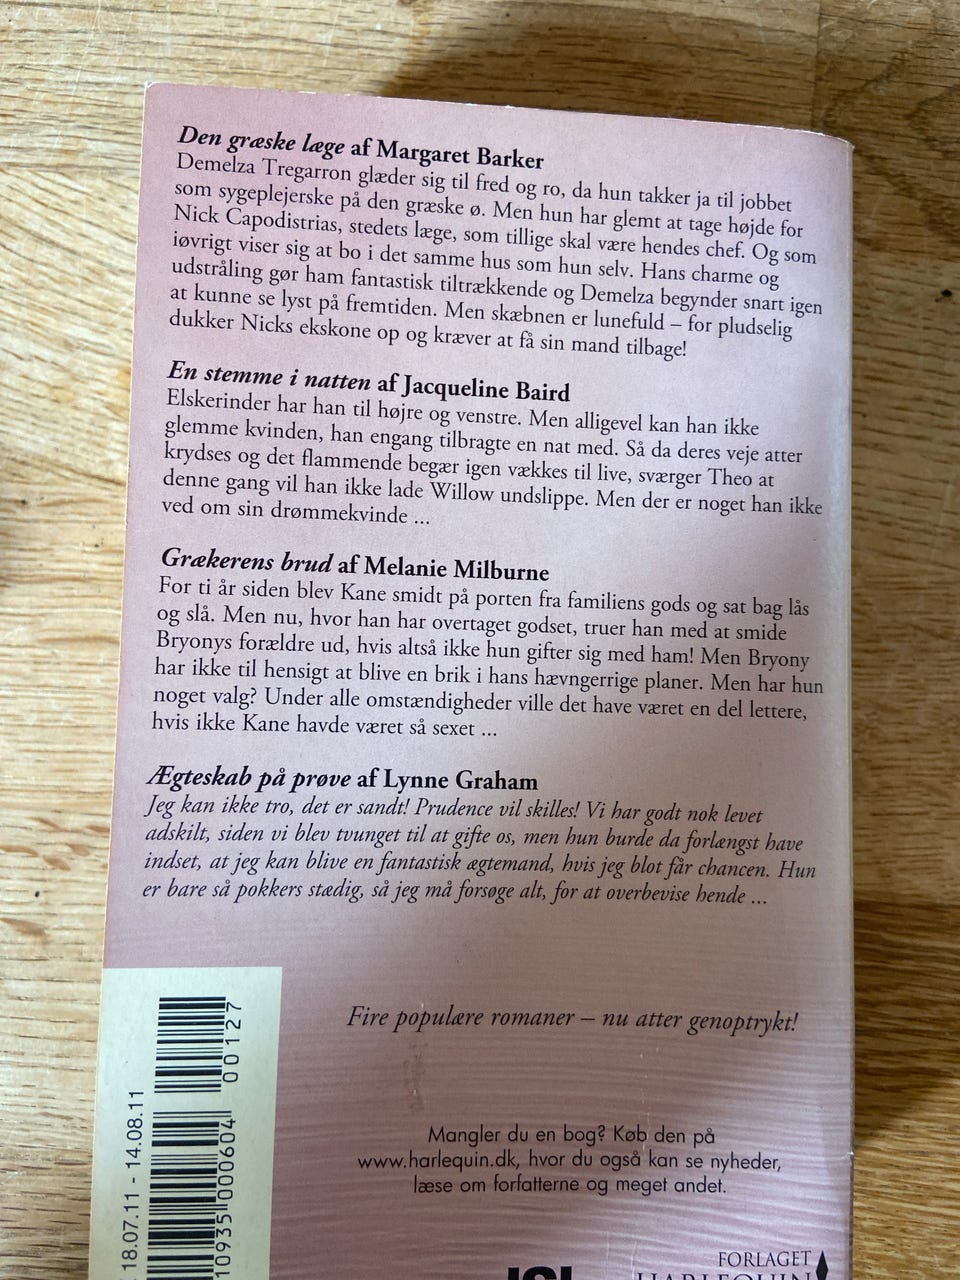 Den græske læge af Margaret Barker
Demelza Tregarron glæder sig til fred og ro, da hun takker ja til jobbet
som sygeplejerske på den græske ø. Men hun har glemt at tage højde for
Nick Capodistrias, stedets læge, som tillige skal være hendes chef. Og som
iøvrigt viser sig at bo i det samme hus som hun selv. Hans charme og
udstråling gør ham fantastisk tiltrækkende og Demelza begynder snart igen
at kunne se lyst på fremtiden. Men skæbnen er lunefuld – for pludselig
dukker Nicks ekskone op og kræver at få sin mand tilbage!
En stemme i natten af Jacqueline Baird
Elskerinder har han til højre og venstre. Men alligevel kan han ikke
glemme kvinden, han engang tilbragte en nat med. Så da deres veje atter
krydses og det flammende begær igen vækkes til live, sværger Theo at
denne gang vil han ikke lade Willow undslippe. Men der er noget han ikke
ved om sin drømmekvinde ...
Grækerens brud af Melanie Milburne
For ti år siden blev Kane smidt på porten fra familiens gods og sat bag lås
og slå. Men nu, hvor han har overtaget godset, truer han med at smide
Bryonys forældre ud, hvis altså ikke hun gifter sig med ham! Men Bryony
har ikke til hensigt at blive en brik i hans hævngerrige planer. Men har hun
noget valg? Under alle omstændigheder ville det have været en del lettere,
hvis ikke Kane havde været så sexet ...
Ægteskab på prøve af Lynne Graham
Jeg kan ikke tro, det er sandt! Prudence vil skilles! Vi har godt nok levet
adskilt, siden vi blev tvunget til at gifte os, men hun burde da forlængst have
indset, at jeg kan blive en fantastisk ægtemand, hvis jeg blot får chancen. Hun
er bare så pokkers stædig, så jeg må forsøge alt, for at overbevise hende ...
Fire populære romaner – nu atter genoptrykt!
Mangler du en bog? Køb den på
www.harlequin.dk, hvor du også kan se nyheder,
læse om forfatterne og meget andet.
18.07.11 - 14.08.11
10935 000604
00127
FORLAGET
HARLEQUIN